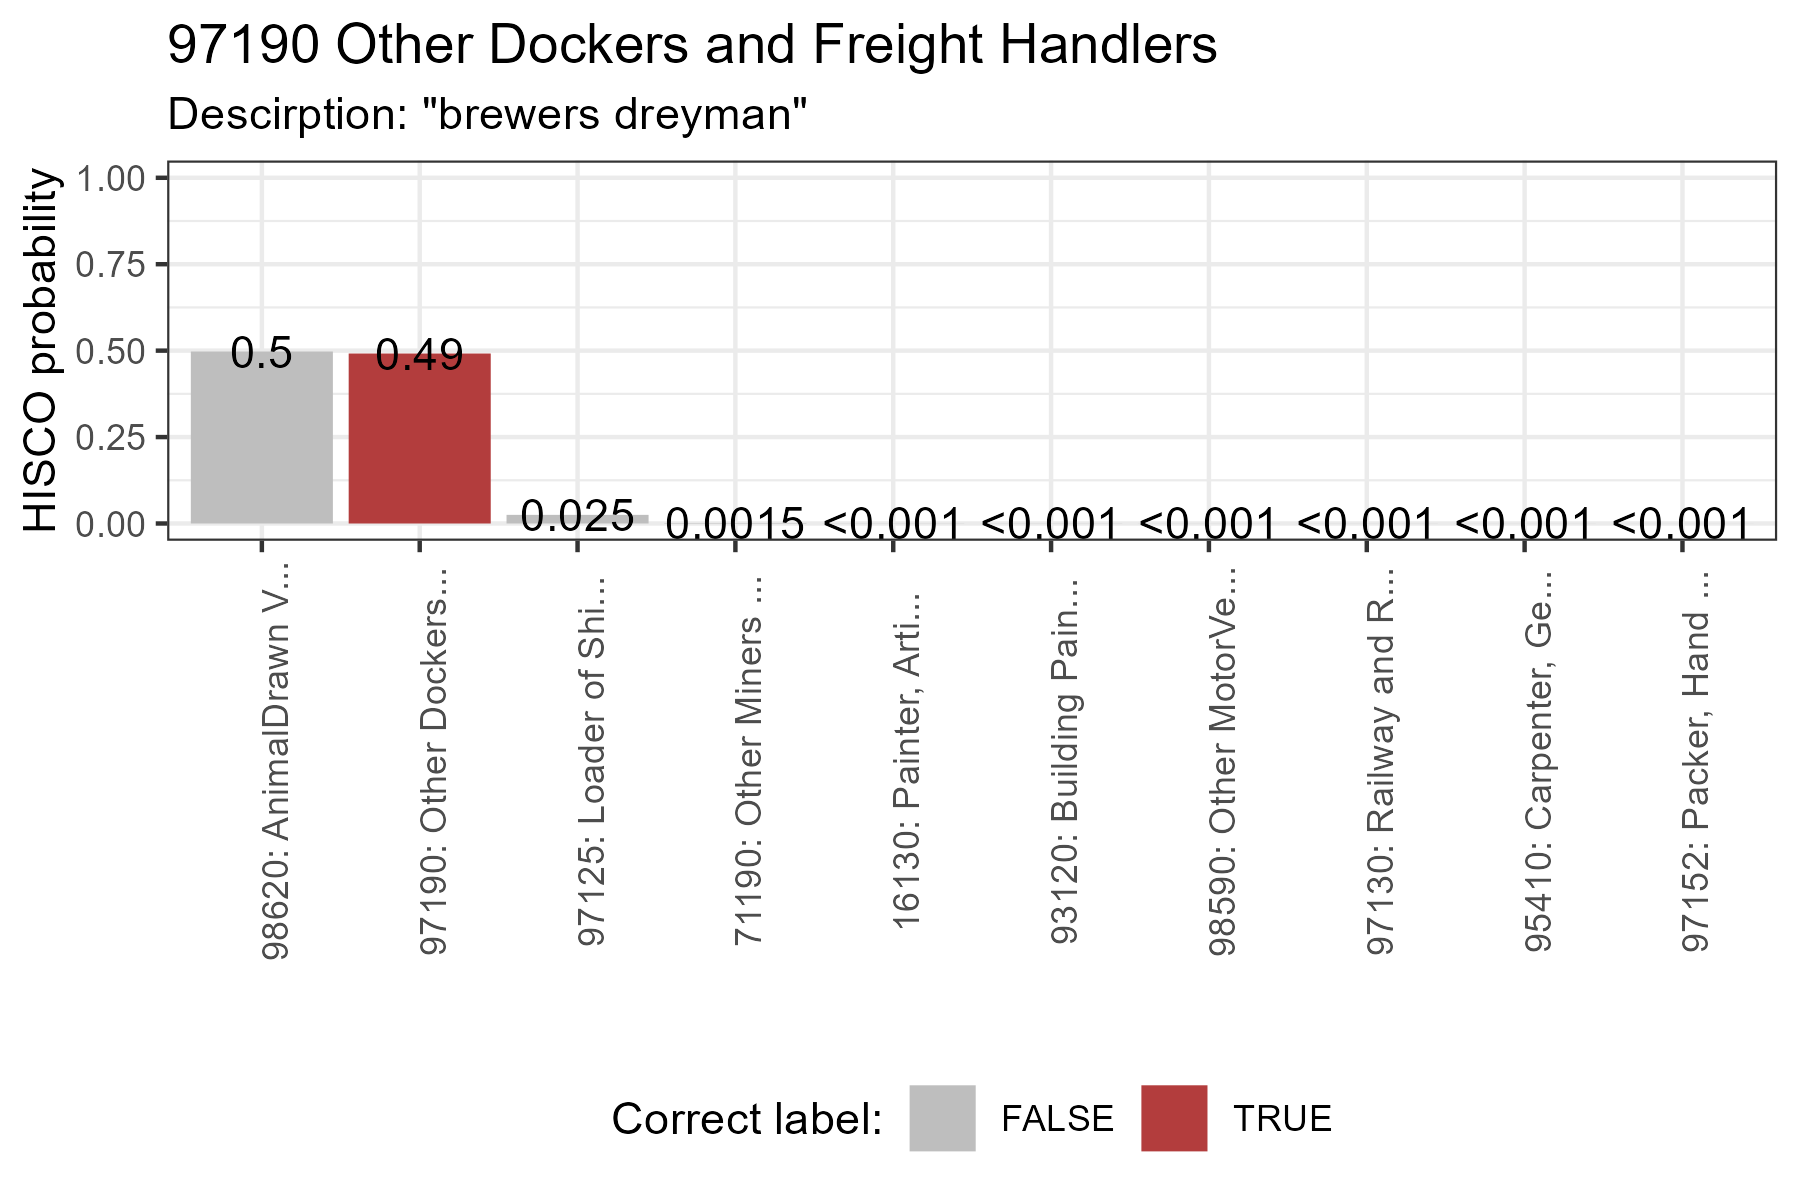 97190 Other Dockers and Freight Handlers
Descirption: "brewers dreyman"
HISCO probability
1.00
0.75
0.50
0.25
0.00
0.5
0.49
0.025
0.0015
<0.001
<0.001
<0.001
<0.001
<0.001
<0.001
98620: AnimalDrawn V...
97190: Other Dockers...
97125: Loader of Shi...
71190: Other Miners ...
16130: Painter, Arti...
93120: Building Pain...
98590: Other MotorVe...
97130: Railway and R...
95410: Carpenter, Ge...
97152: Packer, Hand ...
Correct label:
FALSE
TRUE